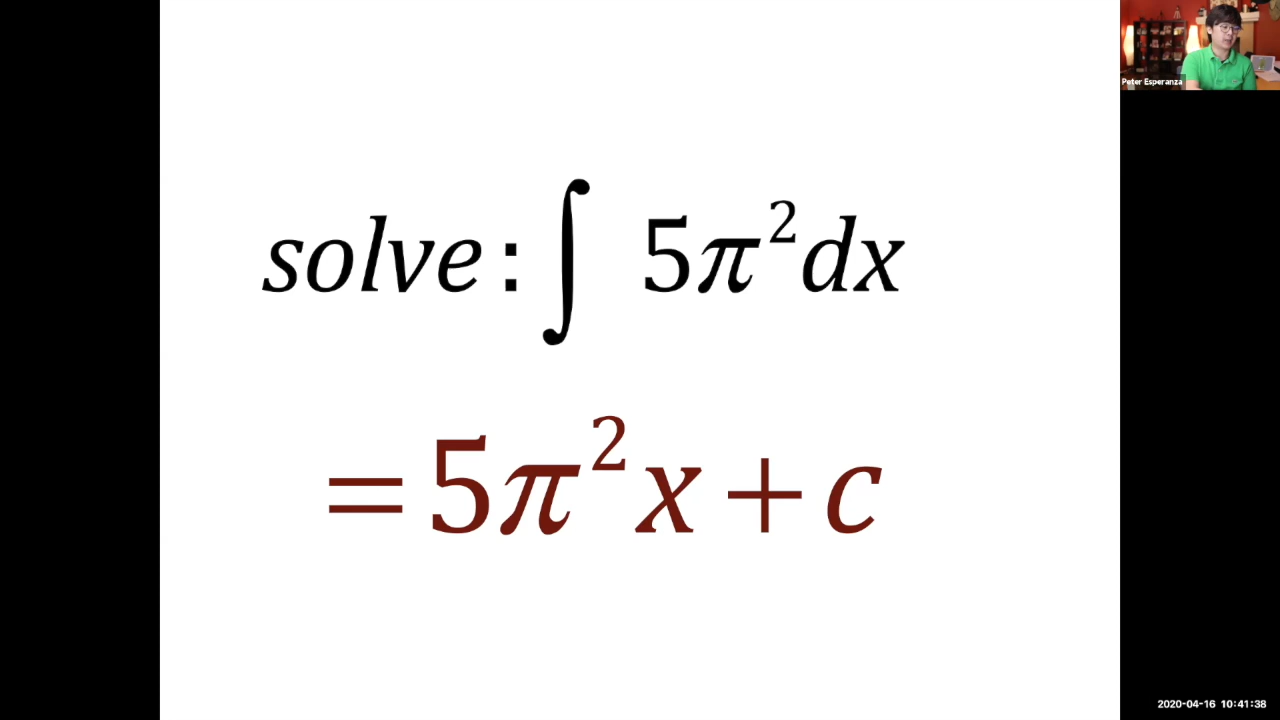 Peter Esperanza
solve: ∫ 5π²dx
= 5π²x + c
2020-04-16 10:41:38